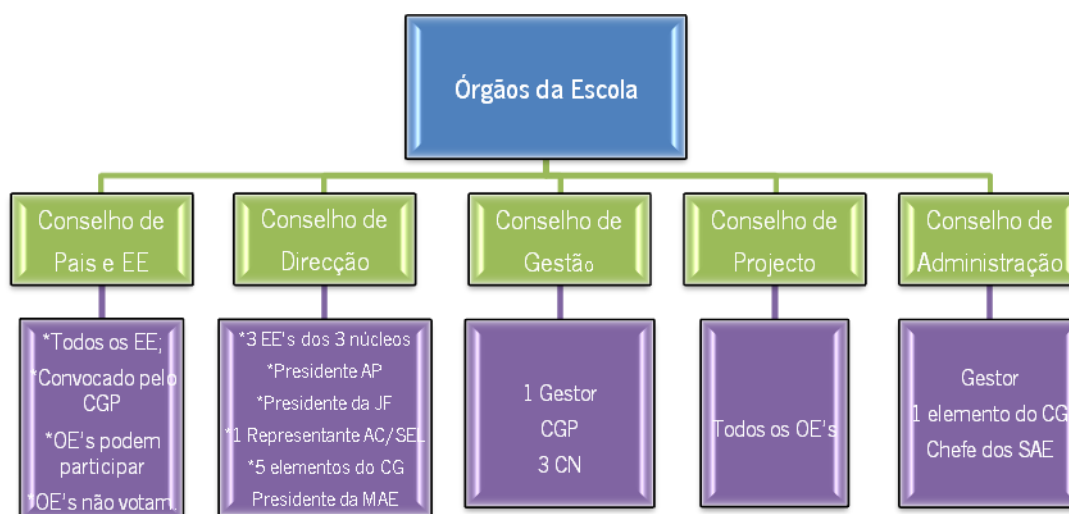 Órgãos da Escola
Conselho de
Pais e EE
Conselho de
Direcção
Conselho de
Gestão
Conselho de
Projecto
Conselho de
Administração
*Todos os EE;
*Convocado pelo
CGP
*OE's podem
participar
*OE's não votam.
*3 EE's dos 3 núcleos
*Presidente AP
*Presidente da JF
*1 Representante AC/SEL
*5 elementos do CG
Presidente da MAE
1 Gestor
CGP
3 CN
Todos os OE's
Gestor
1 elemento do CG
Chefe dos SAE